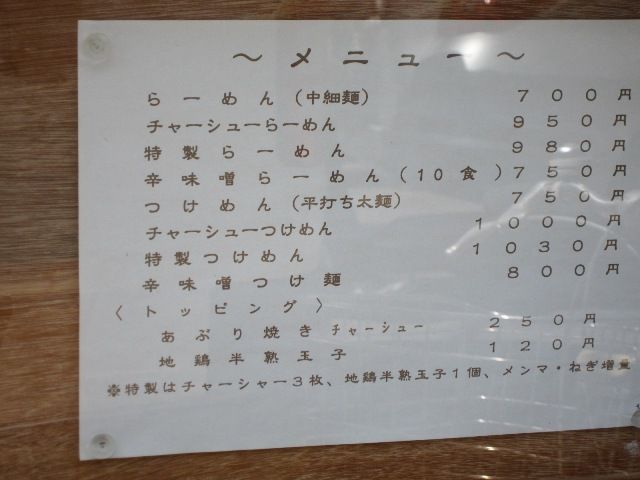 ～メニュー～
らーめん(中細麺) 700円
チャーシューらーめん 950円
特製らーめん 980円
辛味噌らーめん(10食) 750円
つけめん(平打ち太麺) 750円
チャーシューつけめん 1000円
特製つけめん 1030円
辛味噌つけ麺 800円
〈トッピング〉
あぶり焼きチャーシュー 250円
地鶏半熟玉子 120円
※特製はチャーシャー3枚、地鶏半熟玉子1個、メンマ・ねぎ増量